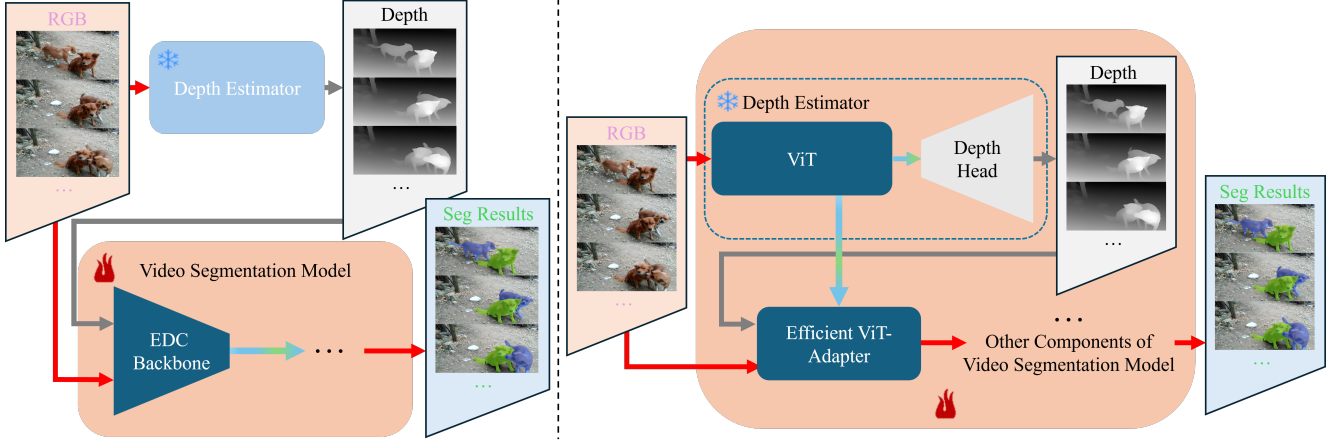 RGB
Depth Estimator
...
Depth
...
Video Segmentation Model
EDC
Backbone
...
Seg Results
...
RGB
...
Depth Estimator
ViT
Depth
Head
Depth
...
Efficient ViT-
Adapter
...
Other Components of
Video Segmentation Model
Seg Results
...